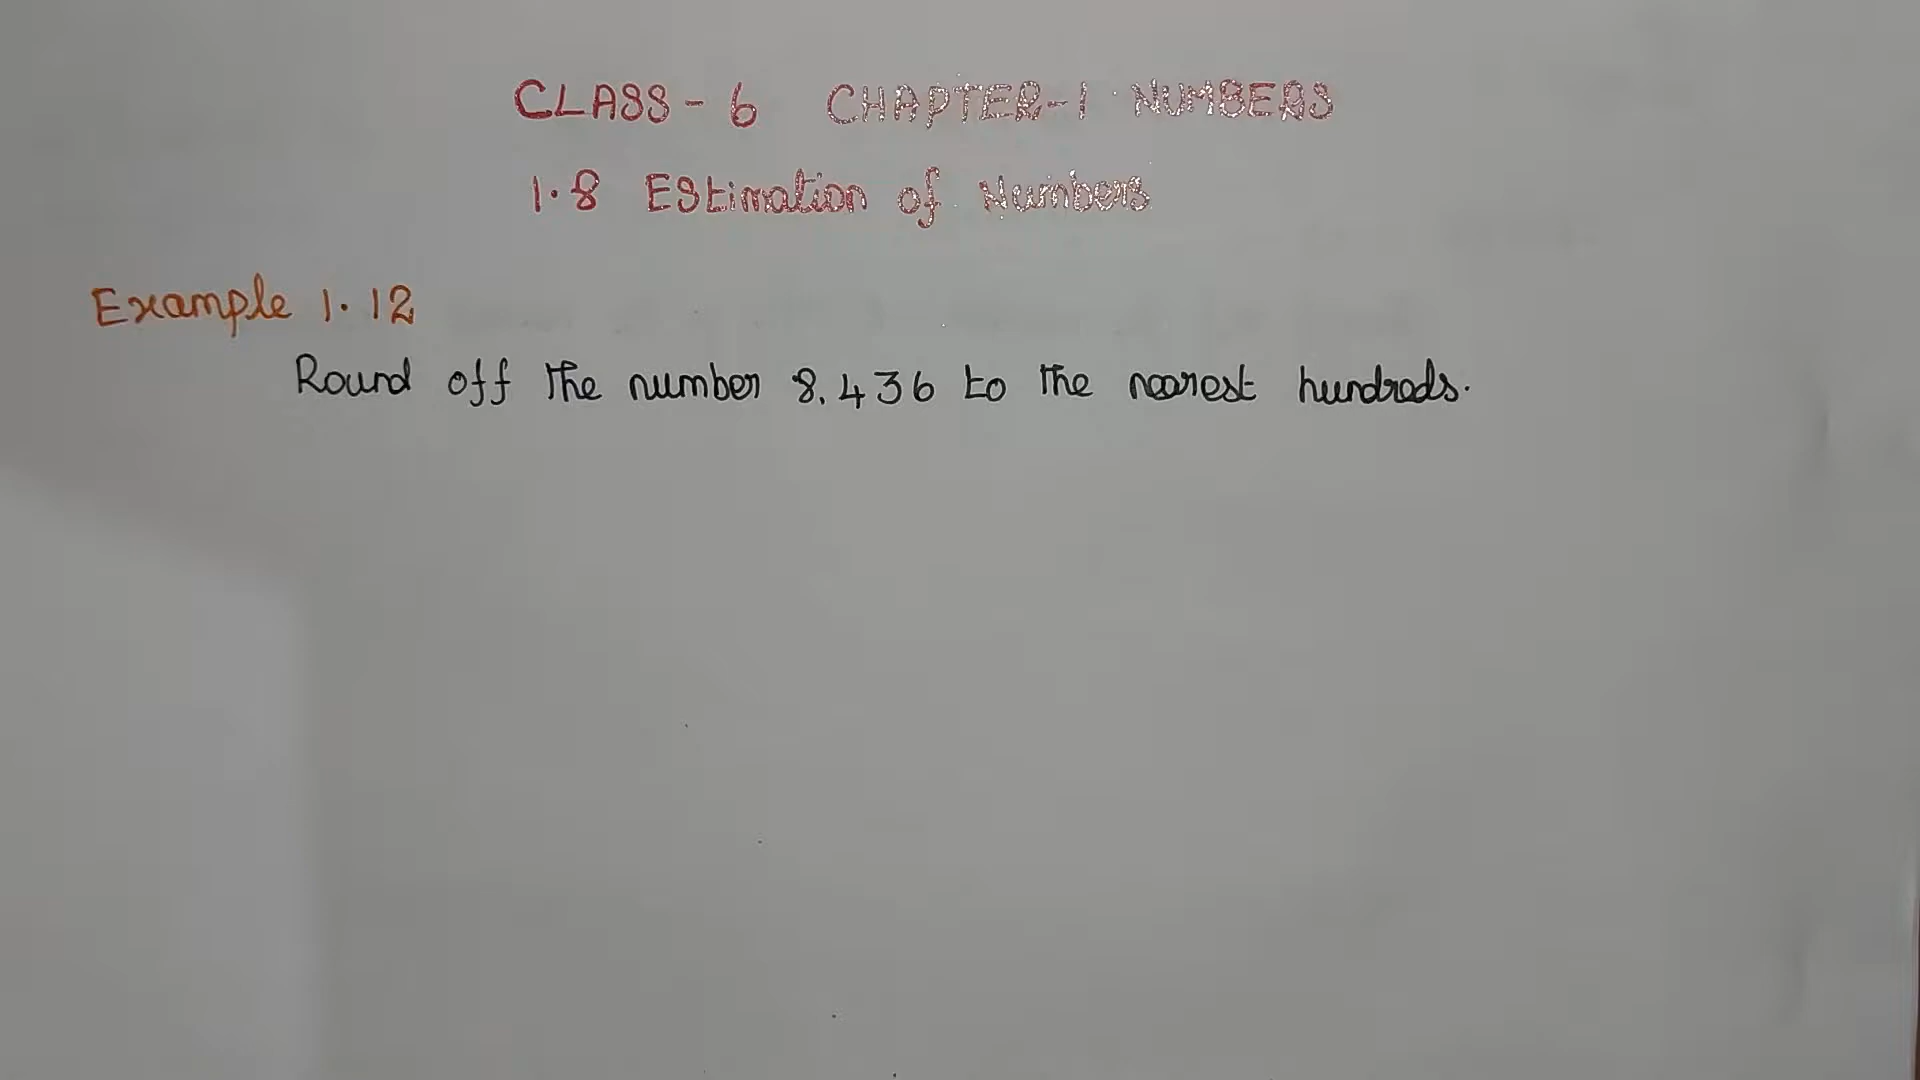 CLASS - 6 CHAPTER-1 NUMBERS
1.8 Estimation of Numbers
Example 1.12
Round off the number 8,436 to the nearest hundreds.